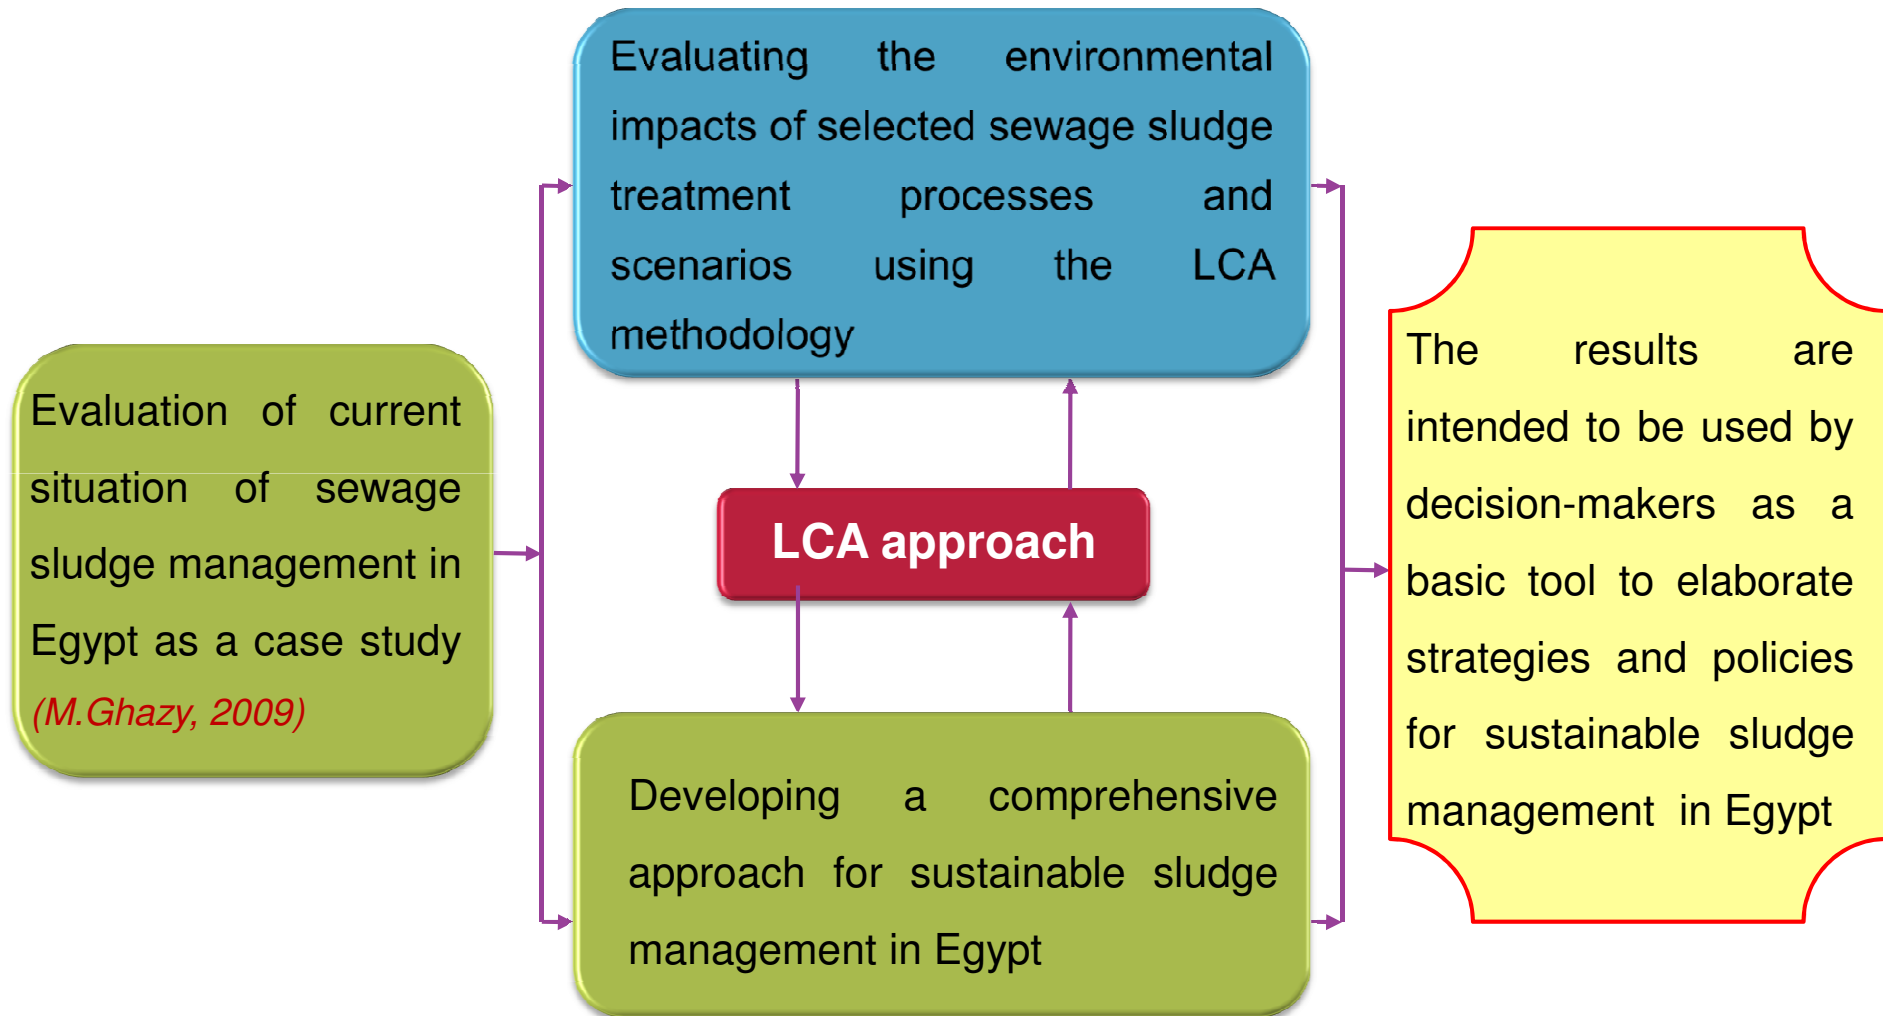 Evaluation of current
situation of sewage
sludge management in
Egypt as a case study
(M.Ghazy, 2009)
Evaluating the environmental
impacts of selected sewage sludge
treatment processes and
scenarios using the LCA
methodology
LCA approach
Developing a comprehensive
approach for sustainable sludge
management in Egypt
The results are
intended to be used by
decision-makers as a
basic tool to elaborate
strategies and policies
for sustainable sludge
management in Egypt